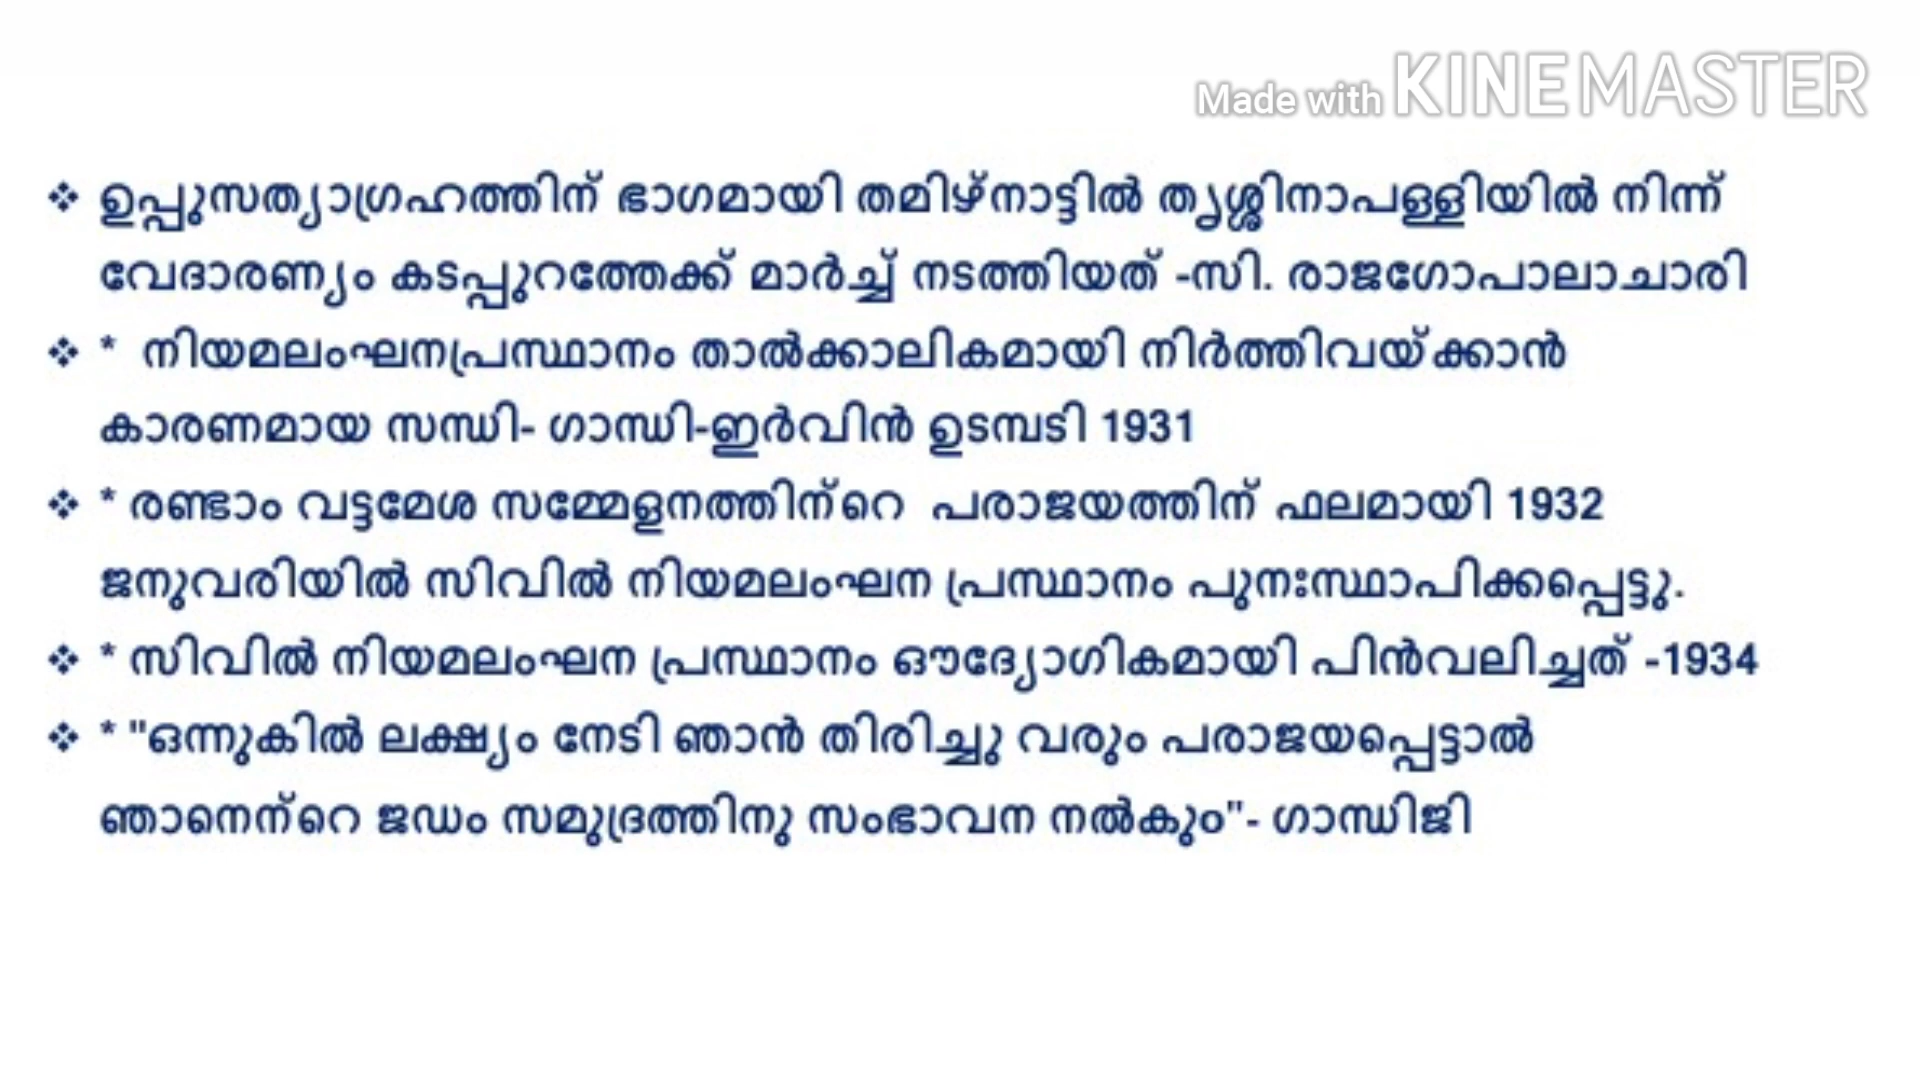 Made with KINEMASTER
❖ ഉപ്പുസത്യാഗ്രഹത്തിന് ഭാഗമായി തമിഴ്നാട്ടിൽ തൃശ്ശിനാപള്ളിയിൽ നിന്ന്
വേദാരണ്യം കടപ്പുറത്തേക്ക് മാർച്ച് നടത്തിയത് -സി. രാജഗോപാലാചാരി
❖ * നിയമലംഘനപ്രസ്ഥാനം താൽക്കാലികമായി നിർത്തിവയ്ക്കാൻ
കാരണമായ സന്ധി- ഗാന്ധി-ഇർവിൻ ഉടമ്പടി 1931
❖ * രണ്ടാം വട്ടമേശ സമ്മേളനത്തിന്റെ പരാജയത്തിന് ഫലമായി 1932
ജനുവരിയിൽ സിവിൽ നിയമലംഘന പ്രസ്ഥാനം പുനഃസ്ഥാപിക്കപ്പെട്ടു.
❖ * സിവിൽ നിയമലംഘന പ്രസ്ഥാനം ഔദ്യോഗികമായി പിൻവലിച്ചത് -1934
❖ * "ഒന്നുകിൽ ലക്ഷ്യം നേടി ഞാൻ തിരിച്ചു വരും പരാജയപ്പെട്ടാൽ
ഞാനെന്റെ ജഡം സമുദ്രത്തിനു സംഭാവന നൽകും"- ഗാന്ധിജി